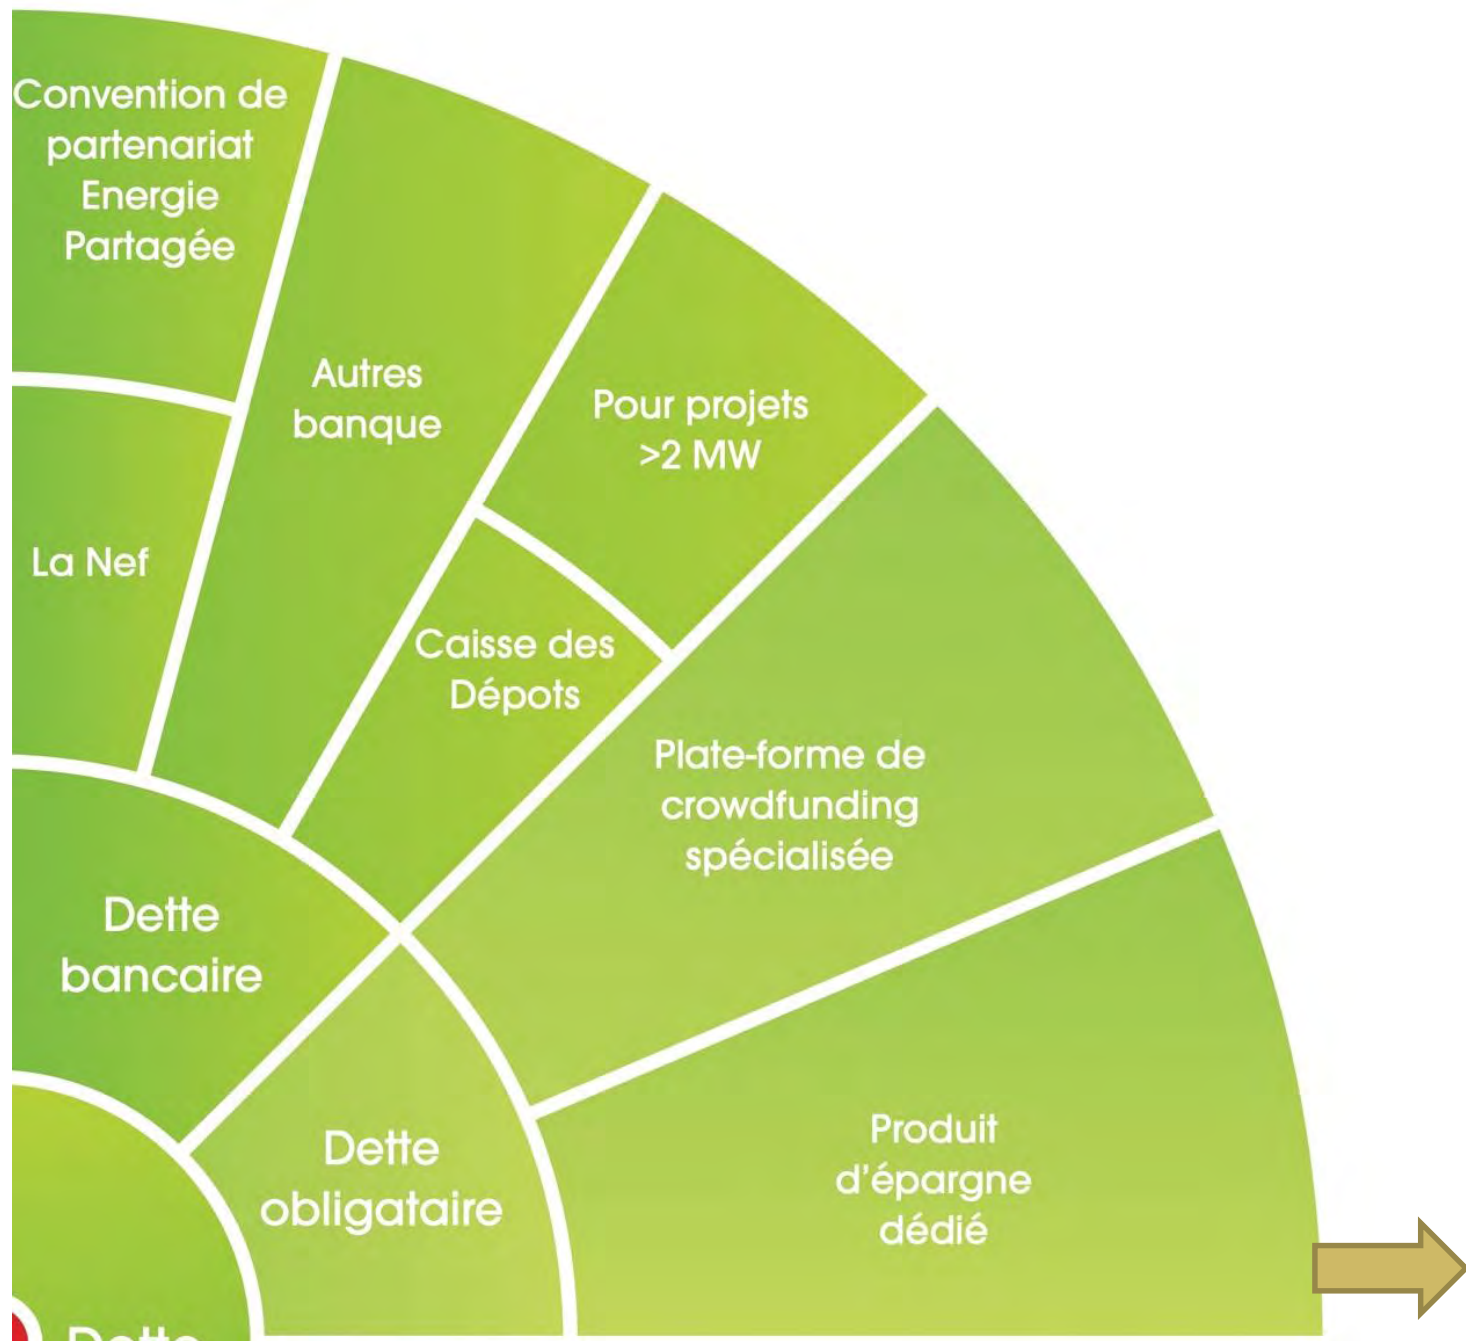 Convention de
partenariat
Energie
Partagée
Autres
banque
Pour projets
>2 MW
La Nef
Caisse des
Dépots
Plate-forme de
crowdfunding
spécialisée
Dette
bancaire
Dette
obligataire
Produit
d'épargne
dédié
Dette